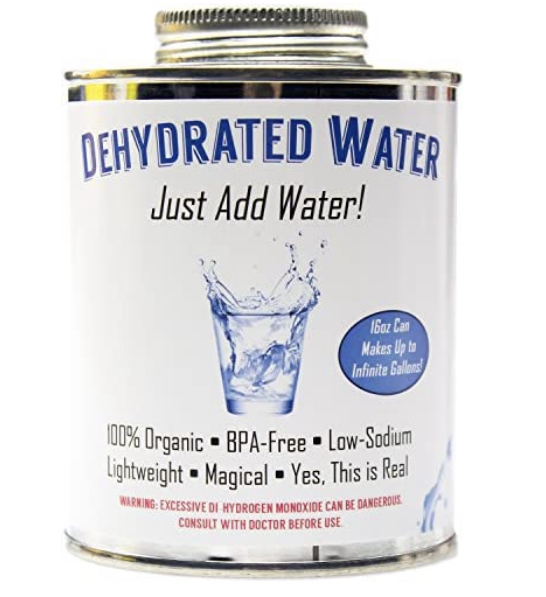 DEHYDRATED WATER
Just Add Water!
16oz Can
Makes Up to
Infinite Gallons!
100% Organic ▪ BPA-Free ▪ Low-Sodium
Lightweight ▪ Magical ▪ Yes, This is Real
WARNING: EXCESSIVE DI-HYDROGEN MONOXIDE CAN BE DANGEROUS.
CONSULT WITH DOCTOR BEFORE USE.